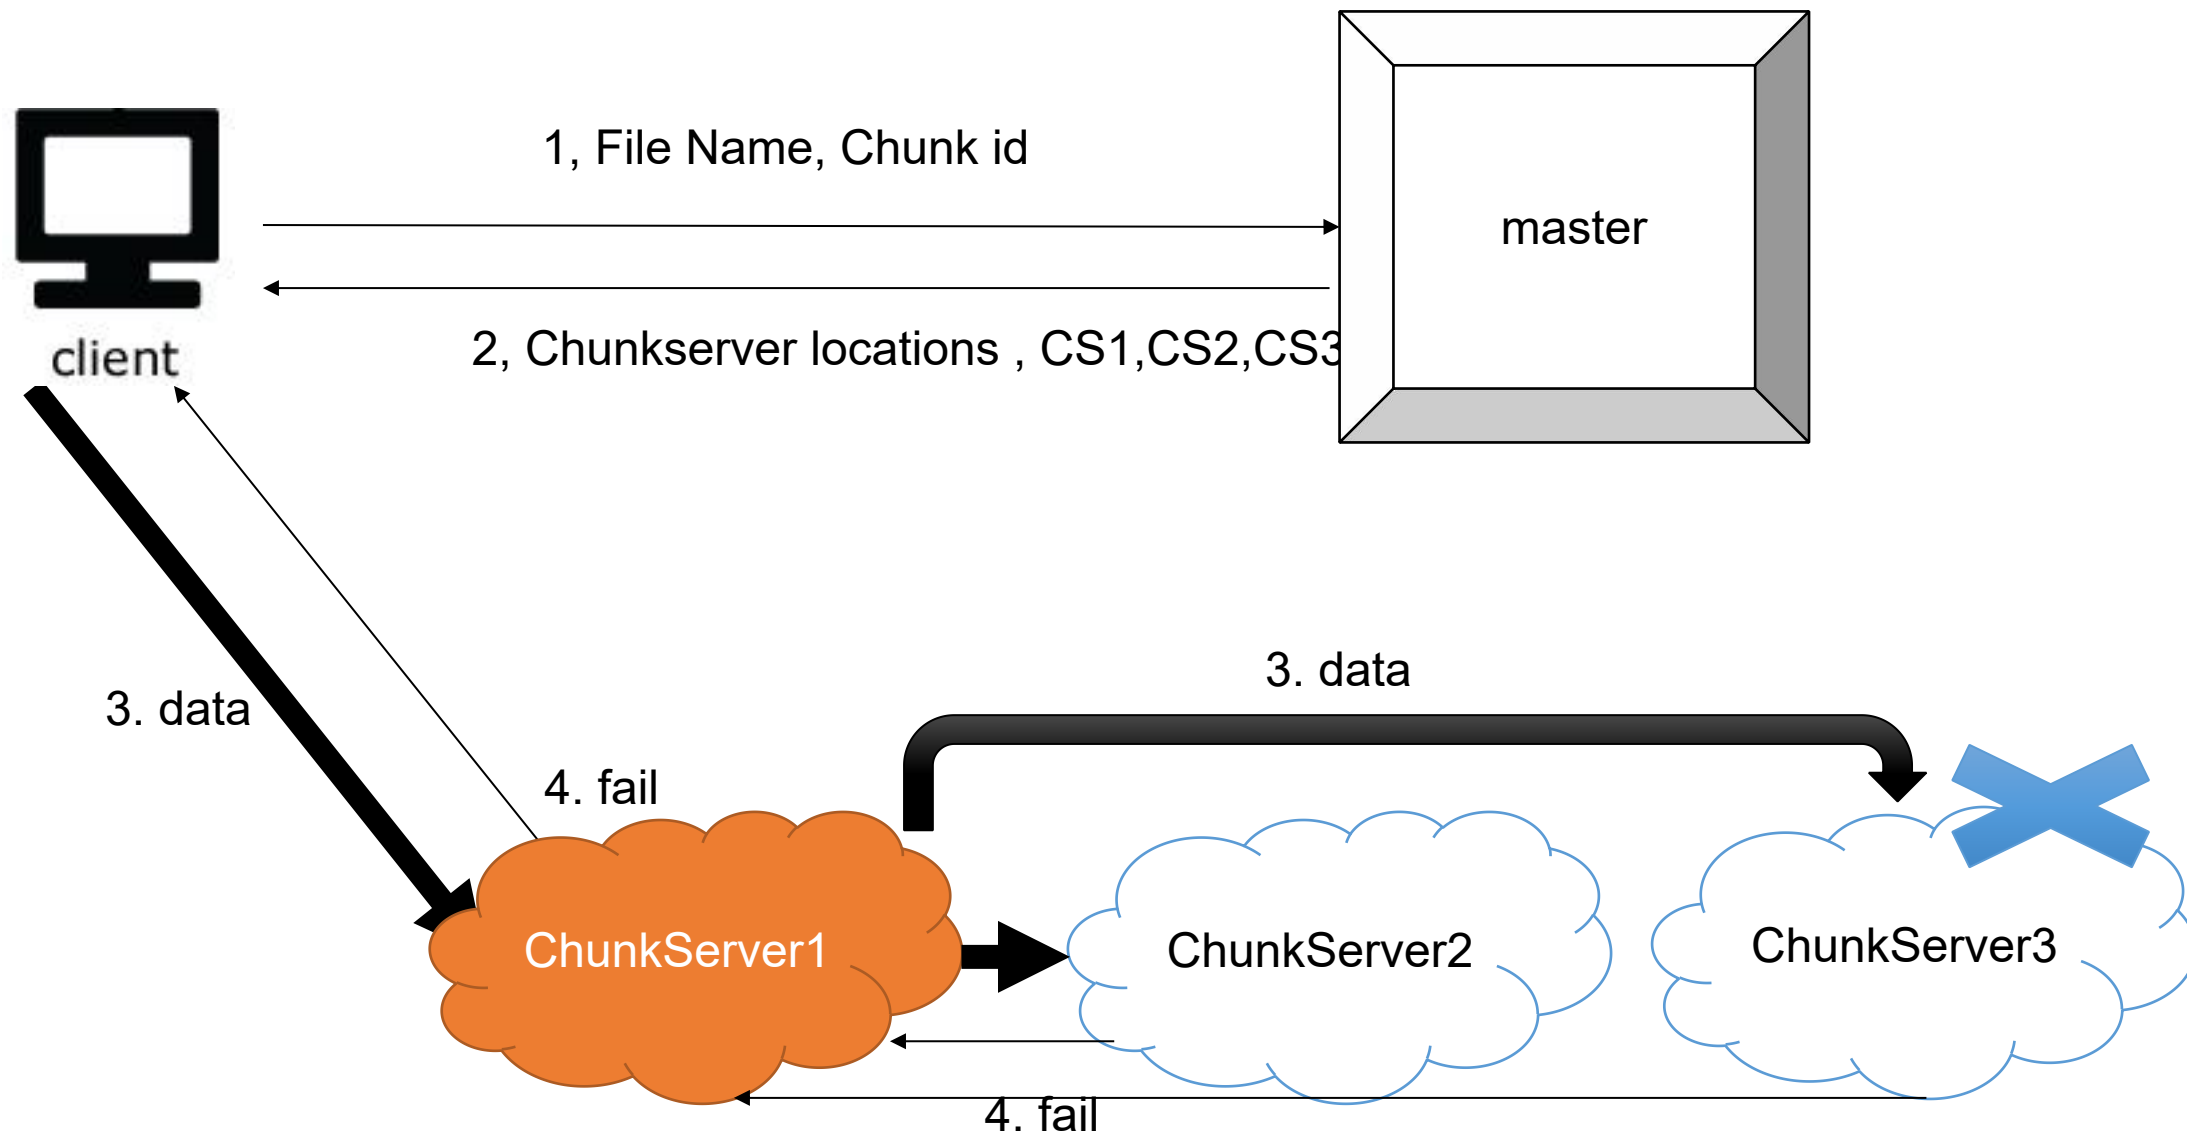 1, File Name, Chunk id
master
client
2, Chunkserver locations , CS1,CS2,CS3
3. data
3. data
4. fail
ChunkServer1
ChunkServer2
ChunkServer3
4. fail